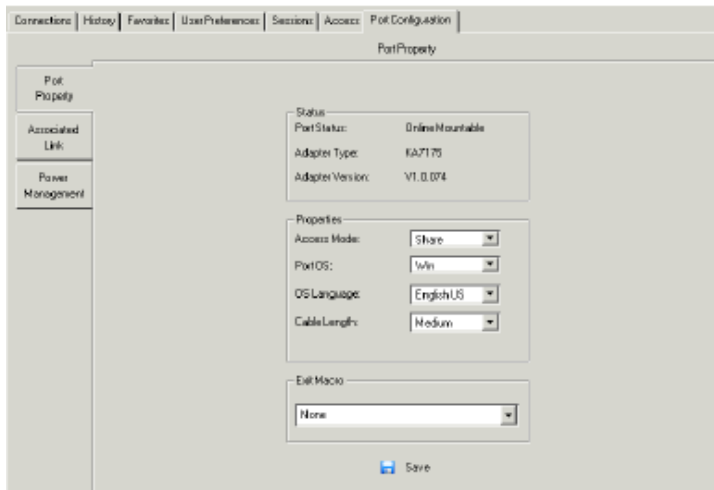 Connections History Favorites User Preferences Sessions Access Port Configuration
Port Property
Port
Property
Associated
Link
Power
Management
Status
Port Status: Online Mountable
Adapter Type: KA7175
Adapter Version: V1.0.074
Properties
Access Mode: Share
Port OS: Win
OS Language: English US
Cable Length: Medium
Exit Macro
None
Save